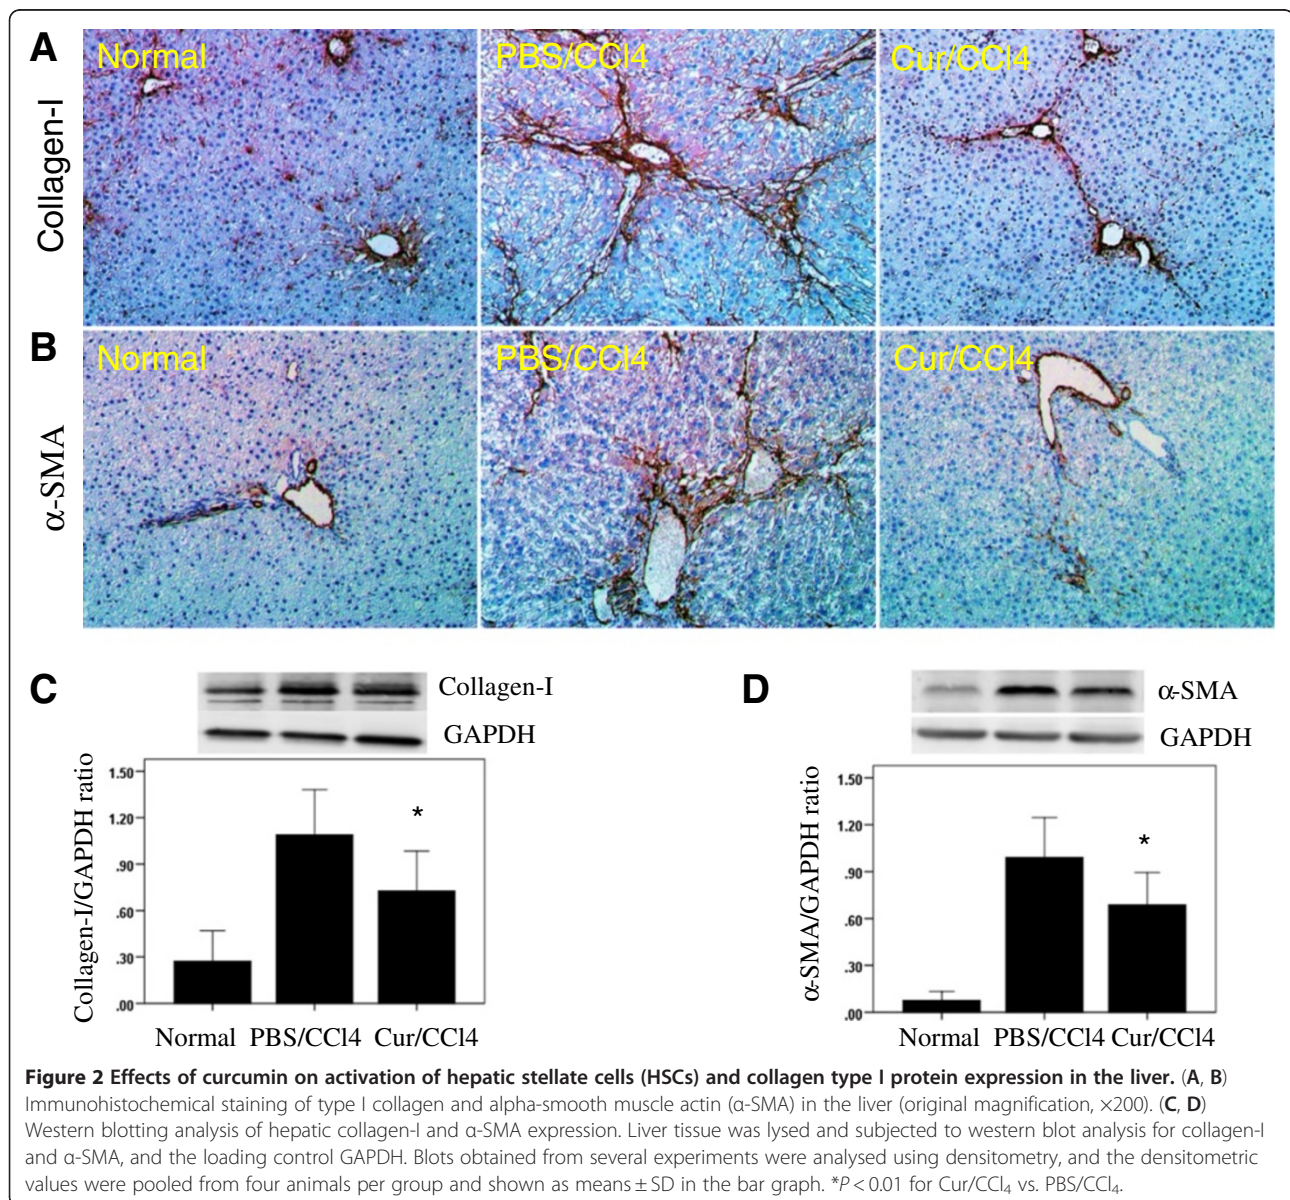 A
Normal
PBS/CCl4
Cur/CCl4
Collagen-I
B
Normal
PBS/CCl4
Cur/CCl4
α-SMA
C
Collagen-I
GAPDH
Collagen-I/GAPDH ratio
1.50
1.20
.90
.60
.30
.00
*
Normal PBS/CCl4 Cur/CCl4
D
α-SMA
GAPDH
α-SMA/GAPDH ratio
1.50
1.20
.90
.60
.30
.00
*
Normal PBS/CCl4 Cur/CCl4
Figure 2 Effects of curcumin on activation of hepatic stellate cells (HSCs) and collagen type I protein expression in the liver. (A, B)
Immunohistochemical staining of type I collagen and alpha-smooth muscle actin (α-SMA) in the liver (original magnification, ×200). (C, D)
Western blotting analysis of hepatic collagen-I and α-SMA expression. Liver tissue was lysed and subjected to western blot analysis for collagen-I
and α-SMA, and the loading control GAPDH. Blots obtained from several experiments were analysed using densitometry, and the densitometric
values were pooled from four animals per group and shown as means ± SD in the bar graph. *P < 0.01 for Cur/CCl₄ vs. PBS/CCl₄.